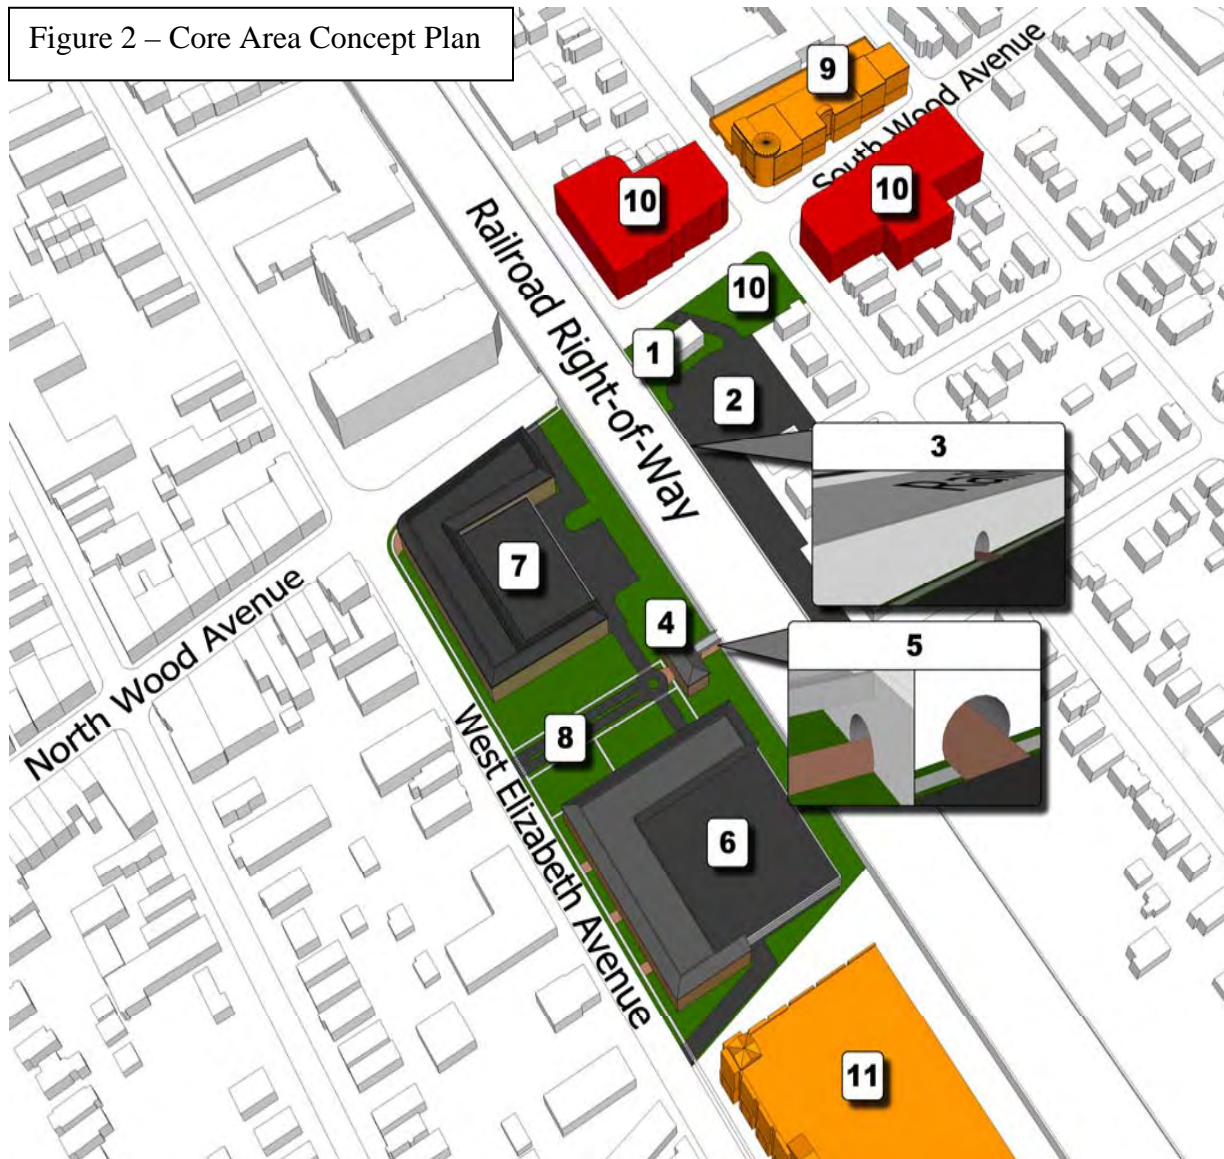 Figure 2 – Core Area Concept Plan
9
South Wood Avenue
10
10
10
Railroad Right-of-Way
1
2
3
Rail
7
4
5
North Wood Avenue
8
West Elizabeth Avenue
6
11